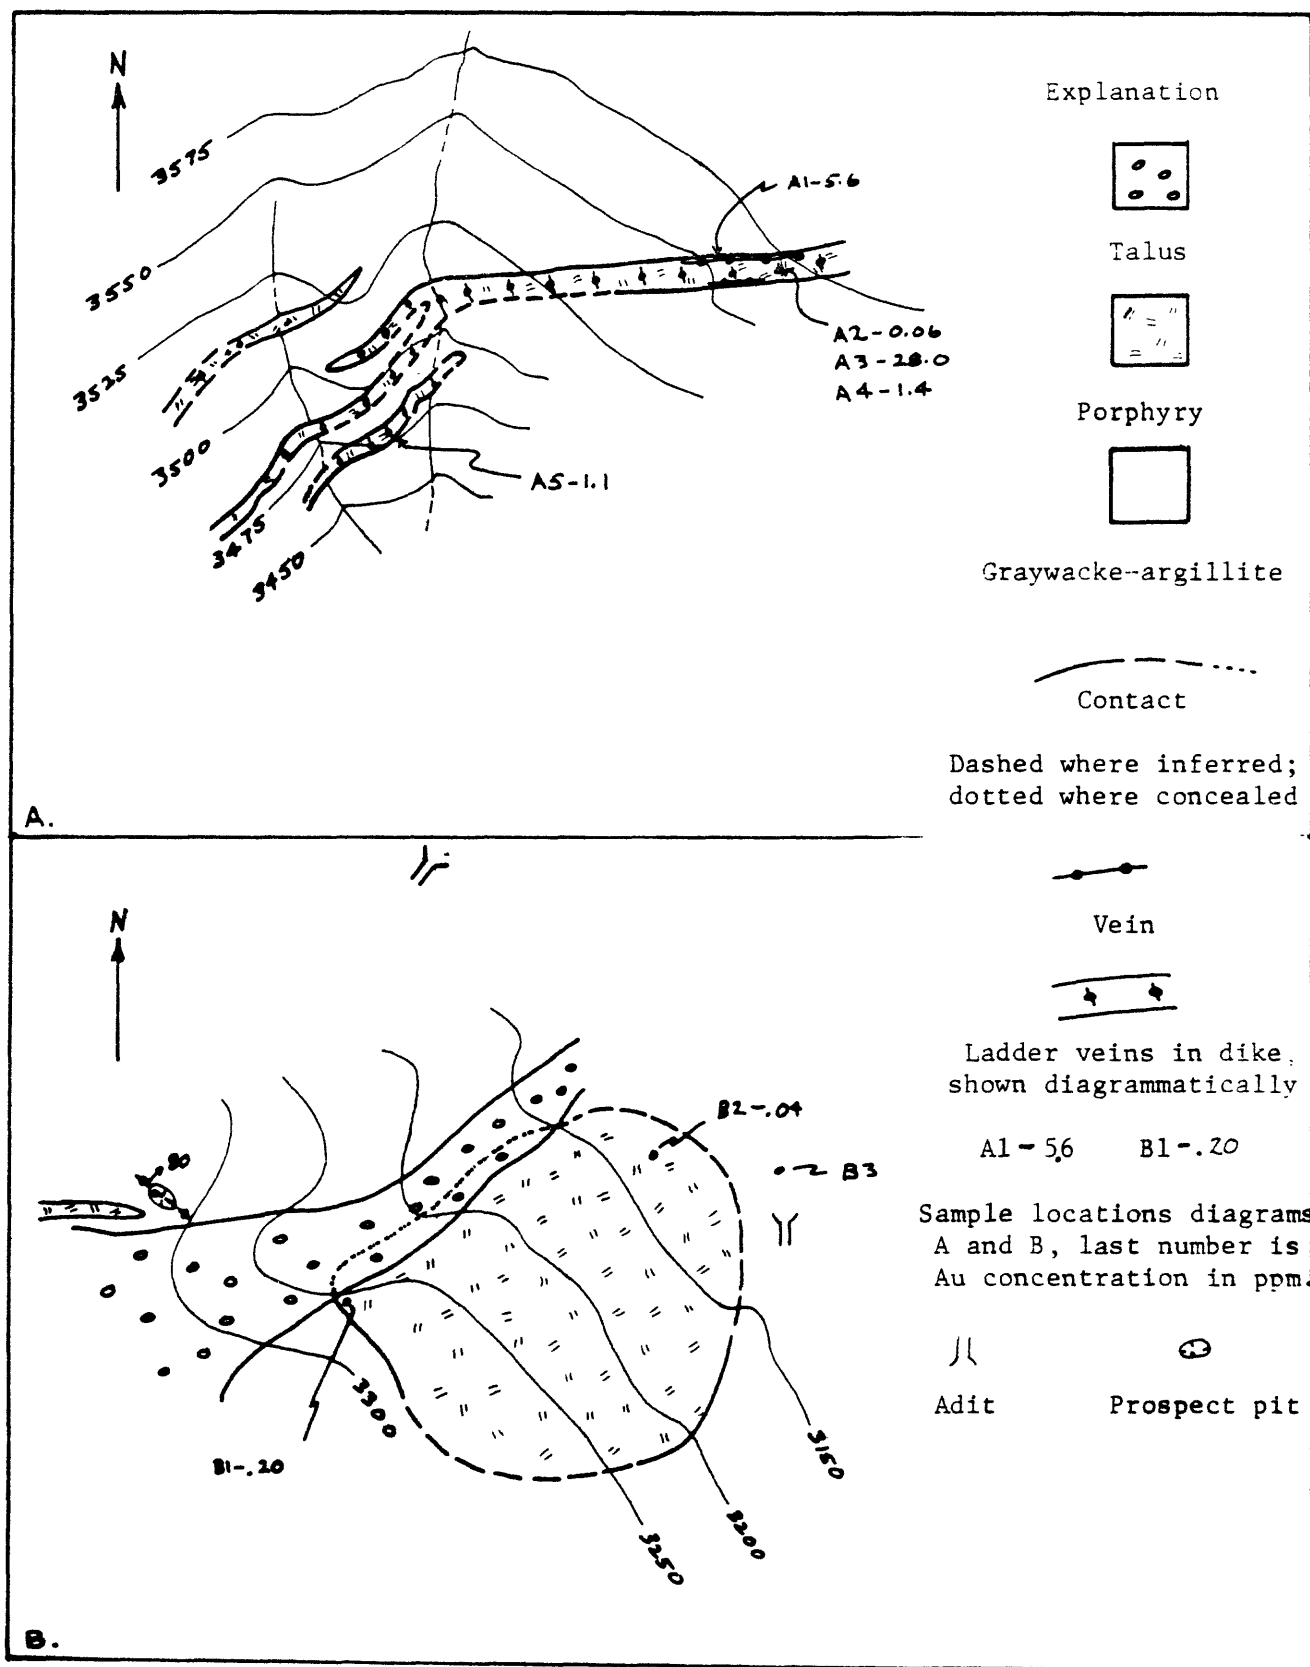 N
3575
3550
3525
3500
3475
3450
A1-5.6
A2-0.06
A3-28.0
A4-1.4
A5-1.1
A.
Explanation
Talus
Porphyry
Graywacke--argillite
Contact
Dashed where inferred;
dotted where concealed
N
80
B2-.04
B3
B1-.20
3300
3250
3200
3150
B.
Vein
Ladder veins in dike,
shown diagrammatically
A1-5.6 B1-.20
Sample locations diagrams
A and B, last number is
Au concentration in ppm.
Adit Prospect pit